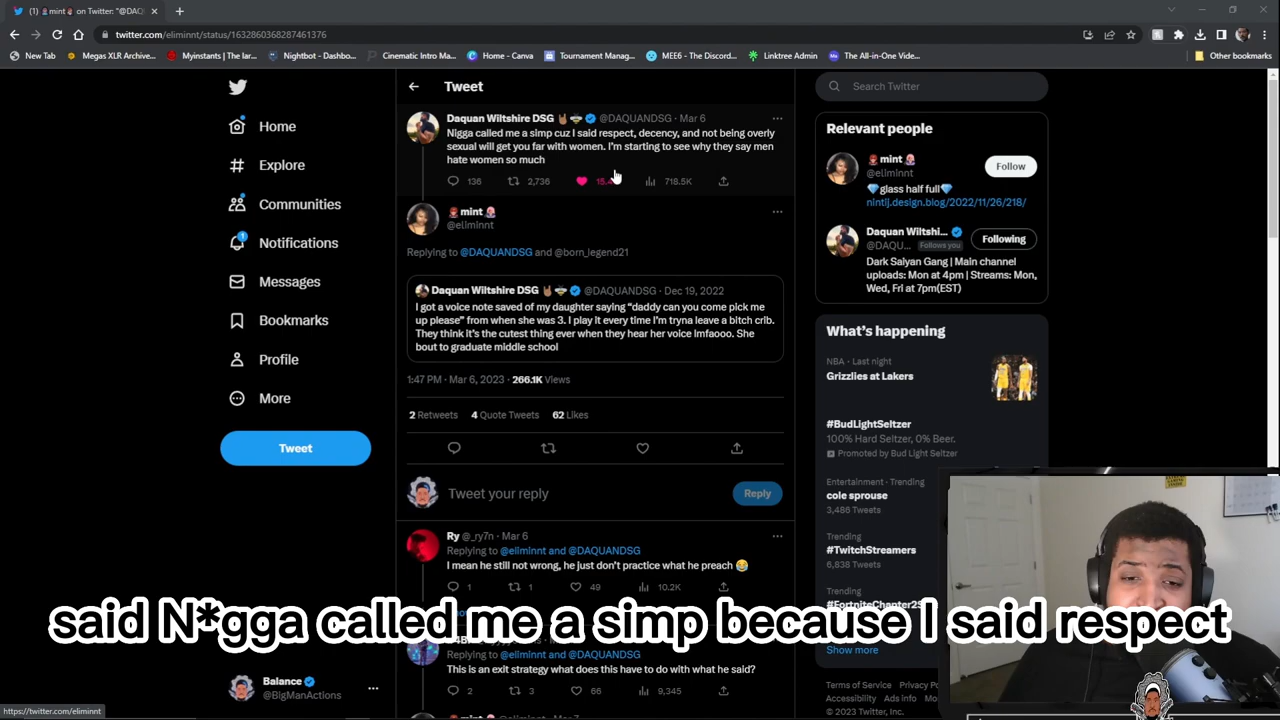 (1) mint on Twitter: "@DAQ
twitter.com/eliminnt/status/1632860368287461376
New Tab
Megas XLR Archive...
Myinstants | The lar...
Nightbot - Dashbo...
Cinematic Intro Ma...
Home - Canva
Tournament Manag...
MEE6 - The Discord...
Linktree Admin
The All-in-One Vide...
Other bookmarks
Home
Explore
Communities
1
Notifications
Messages
Bookmarks
Profile
More
Tweet
Balance
@BigManActions
https://twitter.com/eliminnt
Tweet
Daquan Wiltshire DSG @DAQUANDSG · Mar 6
Nigga called me a simp cuz I said respect, decency, and not being overly
sexual will get you far with women. I'm starting to see why they say men
hate women so much
136 2,736 718.5K
mint
@eliminnt
Replying to @DAQUANDSG and @born_legend21
Daquan Wiltshire DSG @DAQUANDSG · Dec 19, 2022
I got a voice note saved of my daughter saying "daddy can you come pick me
up please" from when she was 3. I play it every time I'm tryna leave a bitch crib.
They think it's the cutest thing ever when they hear her voice lmfaooo. She
bout to graduate middle school
1:47 PM · Mar 6, 2023 · 266.1K Views
2 Retweets 4 Quote Tweets 62 Likes
Tweet your reply
Reply
Ry @_ry7n · Mar 6
Replying to @eliminnt and @DAQUANDSG
I mean he still not wrong, he just don't practice what he preach
1 1 49 10.2K
Replying to @eliminnt and @DAQUANDSG
This is an exit strategy what does this have to do with what he said?
2 3 66 9,345
Search Twitter
Relevant people
mint
@eliminnt
Follow
glass half full
nintij.design.blog/2022/11/26/218/
Daquan Wiltshi...
@DAQU... Follows you
Following
Dark Saiyan Gang | Main channel
uploads: Mon at 4pm | Streams: Mon,
Wed, Fri at 7pm(EST)
What's happening
NBA · Last night
Grizzlies at Lakers
#BudLightSeltzer
100% Hard Seltzer, 0% Beer.
Promoted by Bud Light Seltzer
Entertainment · Trending
cole sprouse
3,486 Tweets
Trending
#TwitchStreamers
6,838 Tweets
Trending
#FortniteChapter2S
Show more
Terms of Service Privacy Po
Accessibility Ads info Mo
© 2023 Twitter, Inc.
said N*gga called me a simp because I said respect